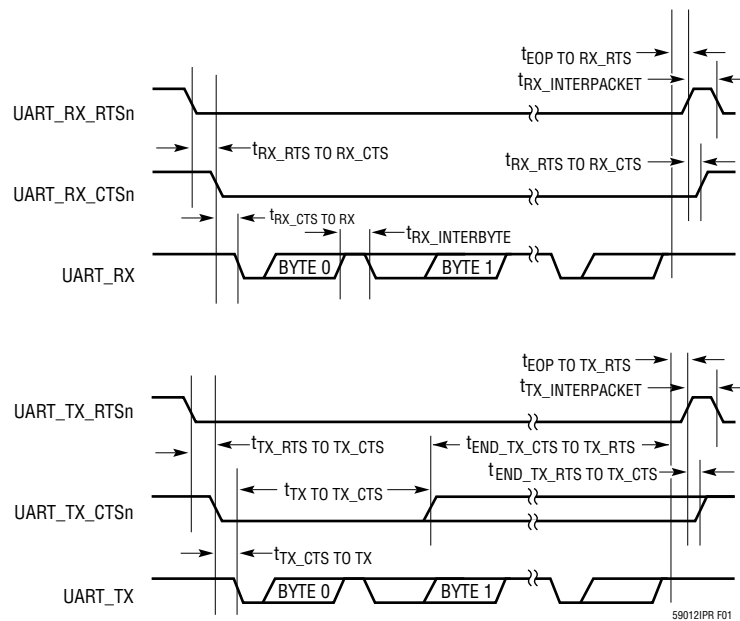 tEOP TO RX_RTS
tRX_INTERPACKET
UART_RX_RTSn
tRX_RTS TO RX_CTS
tRX_RTS TO RX_CTS
UART_RX_CTSn
tRX_CTS TO RX
tRX_INTERBYTE
UART_RX
BYTE 0
BYTE 1
tEOP TO TX_RTS
tTX_INTERPACKET
UART_TX_RTSn
tTX_RTS TO TX_CTS
tEND_TX_CTS TO TX_RTS
tEND_TX_RTS TO TX_CTS
tTX TO TX_CTS
UART_TX_CTSn
tTX_CTS TO TX
UART_TX
BYTE 0
BYTE 1
59012IPR F01